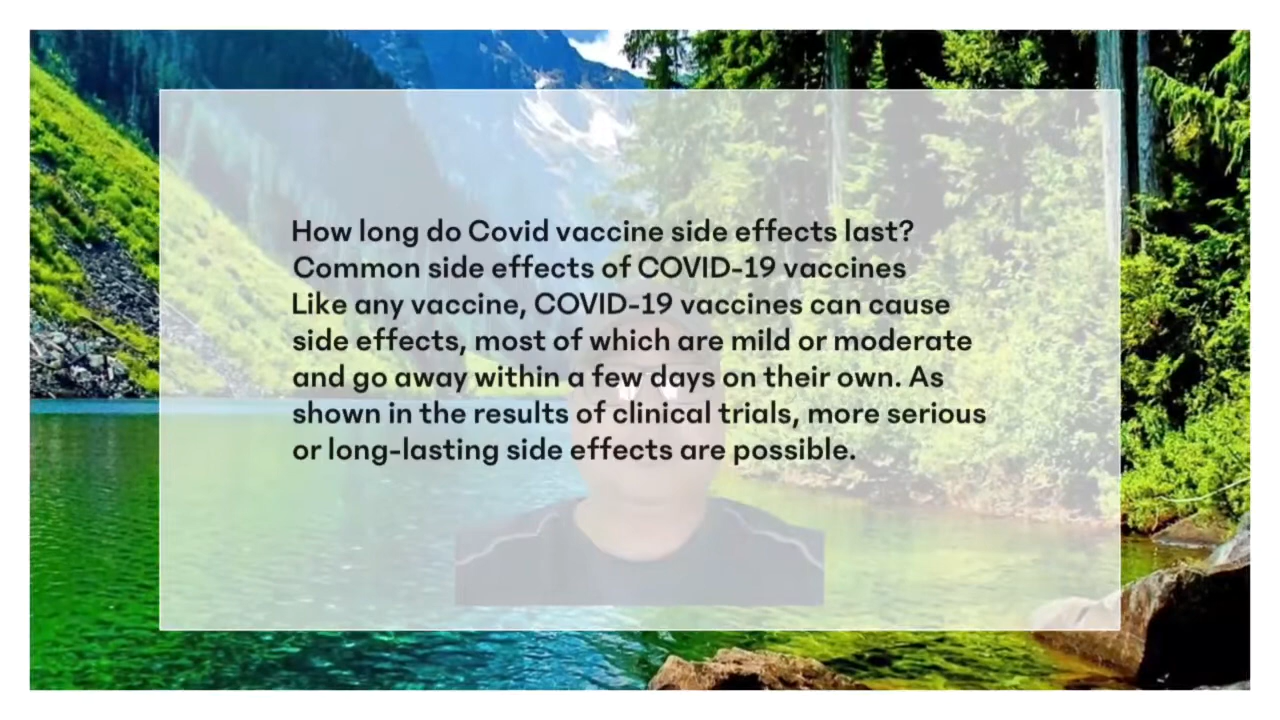 How long do Covid vaccine side effects last?
Common side effects of COVID-19 vaccines
Like any vaccine, COVID-19 vaccines can cause
side effects, most of which are mild or moderate
and go away within a few days on their own. As
shown in the results of clinical trials, more serious
or long-lasting side effects are possible.